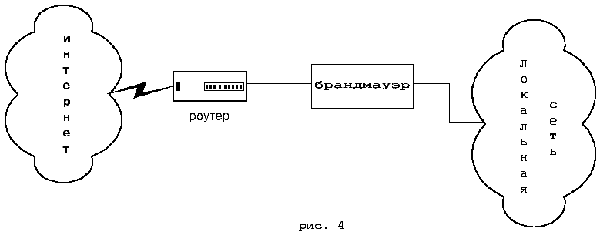 интернет
роутер
брандмауэр
локальная
сеть
рис. 4